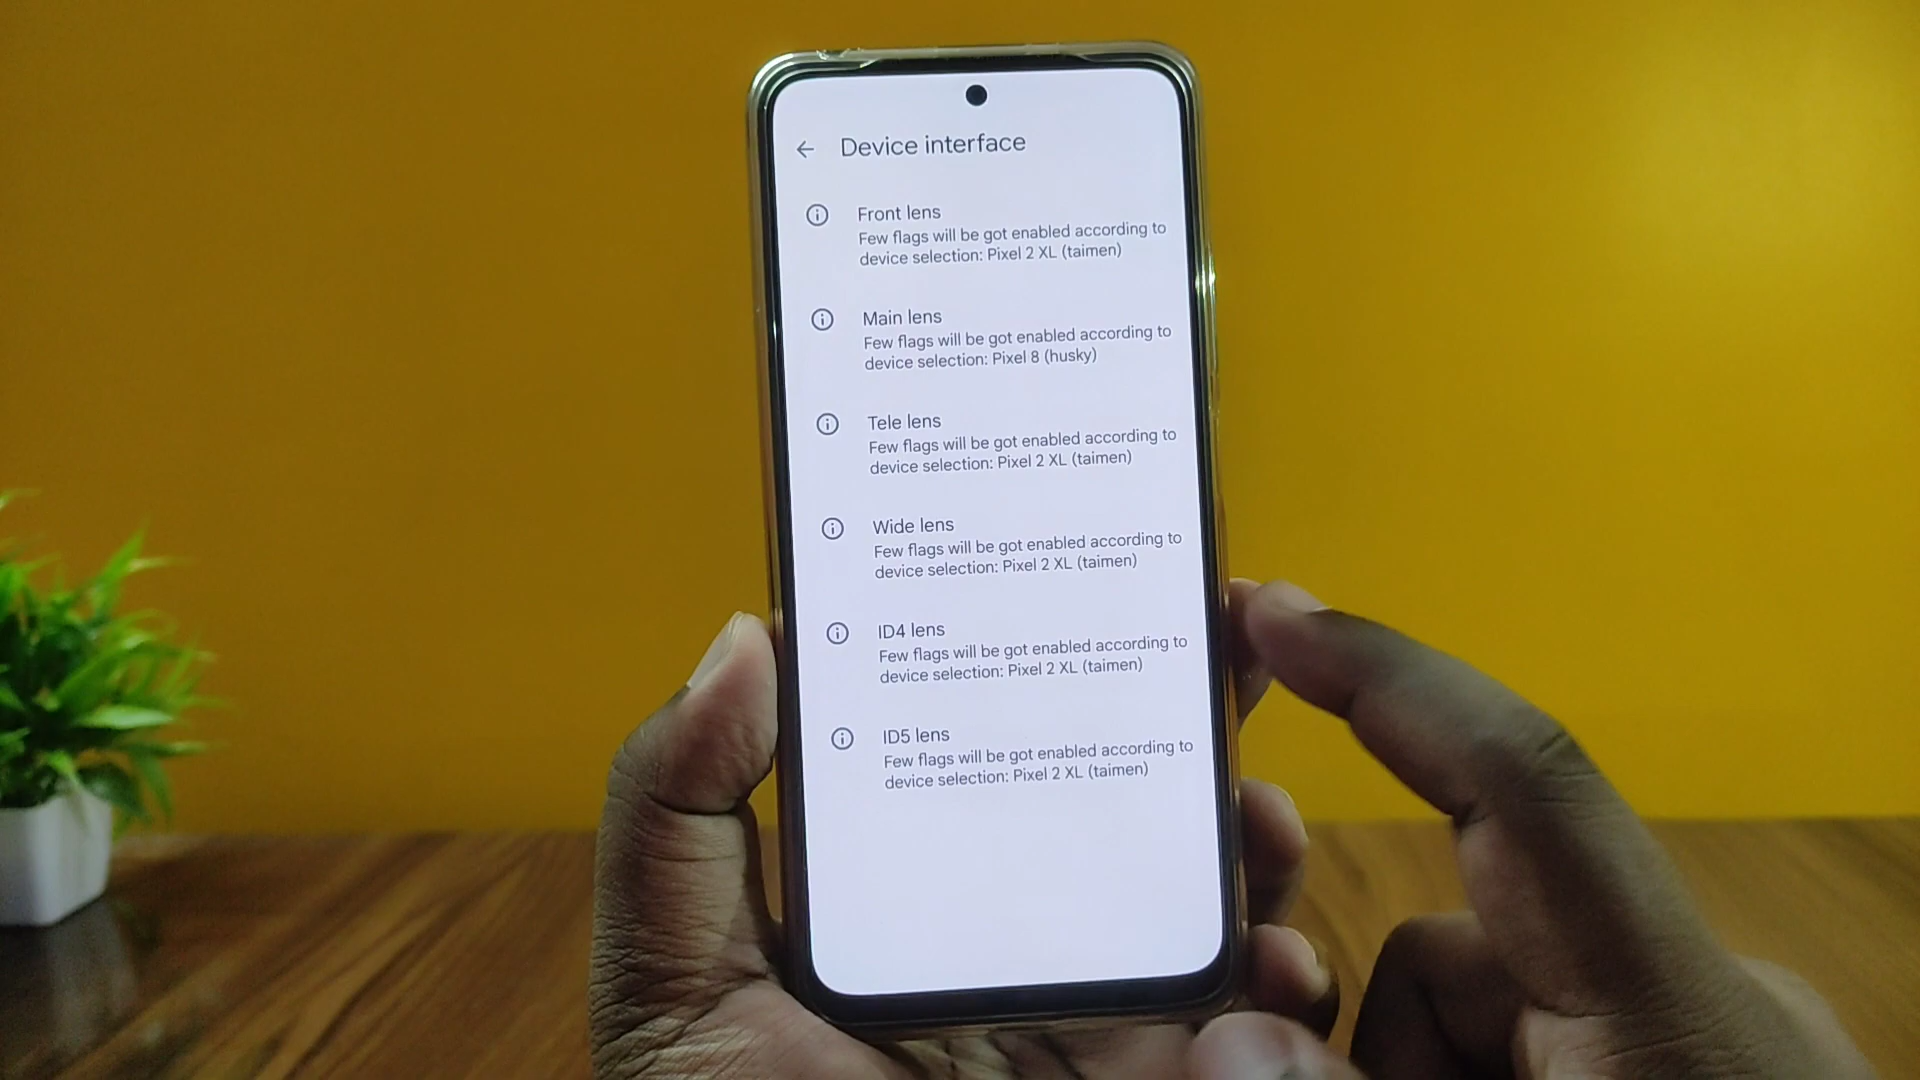 Device interface
Front lens
Few flags will be got enabled according to
device selection: Pixel 2 XL (taimen)
Main lens
Few flags will be got enabled according to
device selection: Pixel 8 (husky)
Tele lens
Few flags will be got enabled according to
device selection: Pixel 2 XL (taimen)
Wide lens
Few flags will be got enabled according to
device selection: Pixel 2 XL (taimen)
ID4 lens
Few flags will be got enabled according to
device selection: Pixel 2 XL (taimen)
ID5 lens
Few flags will be got enabled according to
device selection: Pixel 2 XL (taimen)